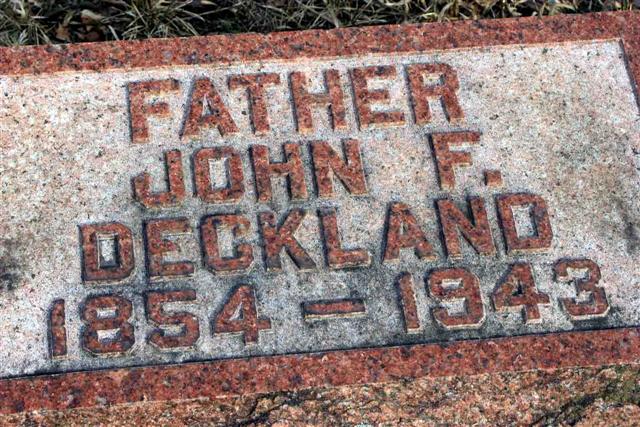 FATHER
JOHN F.
DECKLAND
1854 – 1943